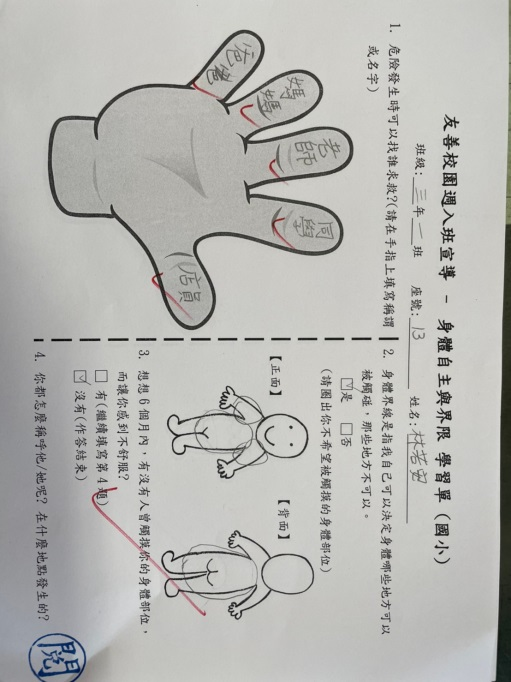 友善校園週入班宣導 - 身體自主與界限 學習單（國小）
班級:三年一班 座號:13 姓名:林若宏
1. 危險發生時可以找誰求救?(請在手指上填寫稱謂
或名字)
爸爸
媽媽
老師
同學
店員
2. 身體界線是指我自己可以決定身體哪些地方可以
被觸碰，那些地方不可以。
☑是 □否
(請圈出你不希望被觸摸的身體部位)
【正面】 【背面】
3. 想想6個月內，有沒有人曾觸摸你的身體部位，
而讓你感到不舒服?
□有(繼續填寫第4題)
☑沒有(作答結束)
4. 你都怎麼稱呼他/她呢? 在什麼地點發生的?
閱